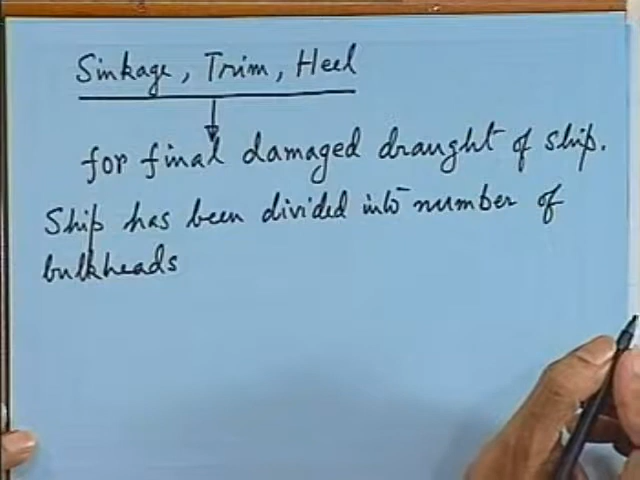 Sinkage, Trim, Heel
for final damaged draught of ship.
Ship has been divided into number of
bulkheads